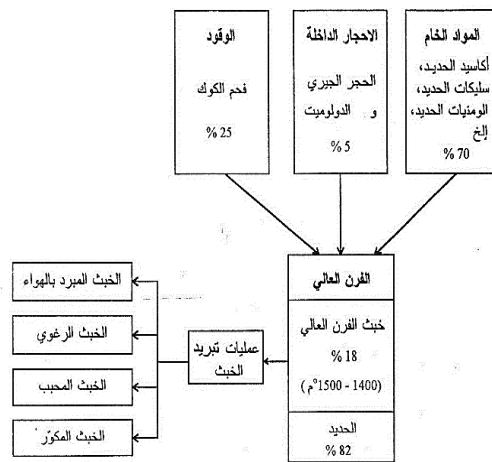 المواد الخام
أكاسيد الحديد،
سليكات الحديد،
الومنيات الحديد،
إلخ
70 %
الاحجار الداخلة
الحجر الجيري
و الدولوميت
5 %
الوقود
فحم الكوك
25 %
الفرن العالي
خبث الفرن العالي
18 %
(1400 - 1500°م)
الحديد
82 %
عمليات تبريد
الخبث
الخبث المبرد بالهواء
الخبث الرغوي
الخبث المحبب
الخبث المكوّر